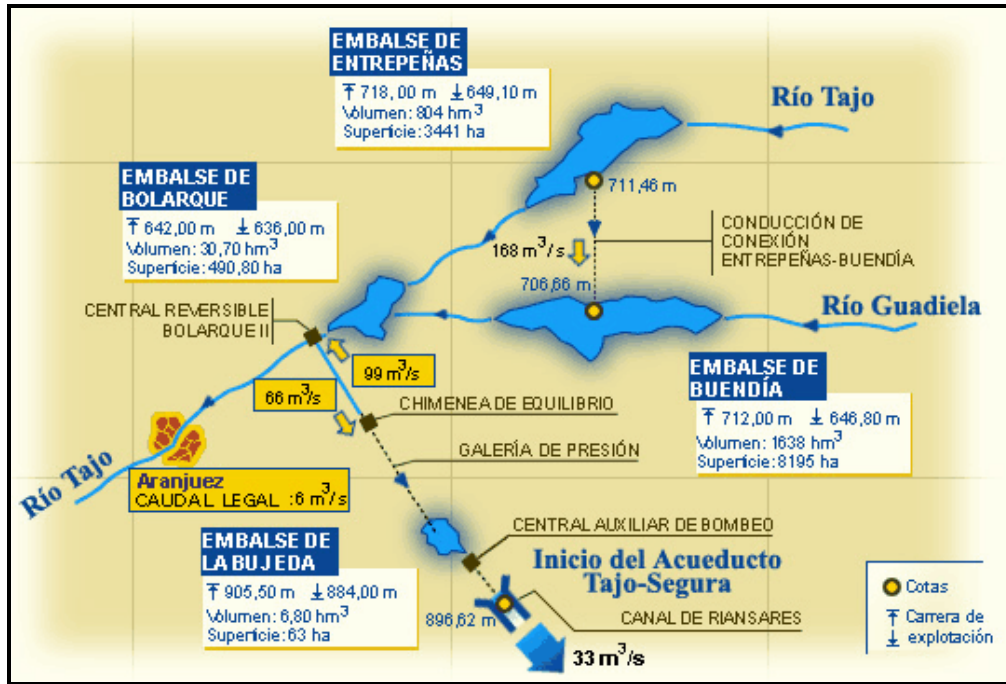 EMBALSE DE
ENTREPEÑAS
718,00 m 649,10 m
Volumen: 804 hm³
Superficie: 3441 ha
Río Tajo
711,46 m
EMBALSE DE
BOLARQUE
642,00 m 636,00 m
Volumen: 30,70 hm³
Superficie: 490,80 ha
168 m³/s
CONDUCCIÓN DE
CONEXIÓN
ENTREPEÑAS-BUENDÍA
706,66 m
CENTRAL REVERSIBLE
BOLARQUE II
Río Guadiela
99 m³/s
66 m³/s
EMBALSE DE
BUENDÍA
712,00 m 646,80 m
Volumen: 1638 hm³
Superficie: 8195 ha
CHIMENEA DE EQUILIBRIO
GALERÍA DE PRESIÓN
Río Tajo
Aranjuez
CAUDAL LEGAL :6 m³/s
CENTRAL AUXILIAR DE BOMBEO
EMBALSE DE
LA BUJEDA
905,50 m 884,00 m
Volumen: 6,80 hm³
Superficie: 63 ha
Inicio del Acueducto
Tajo-Segura
896,62 m
CANAL DE RIANSARES
33 m³/s
Cotas
Carrera de
explotación